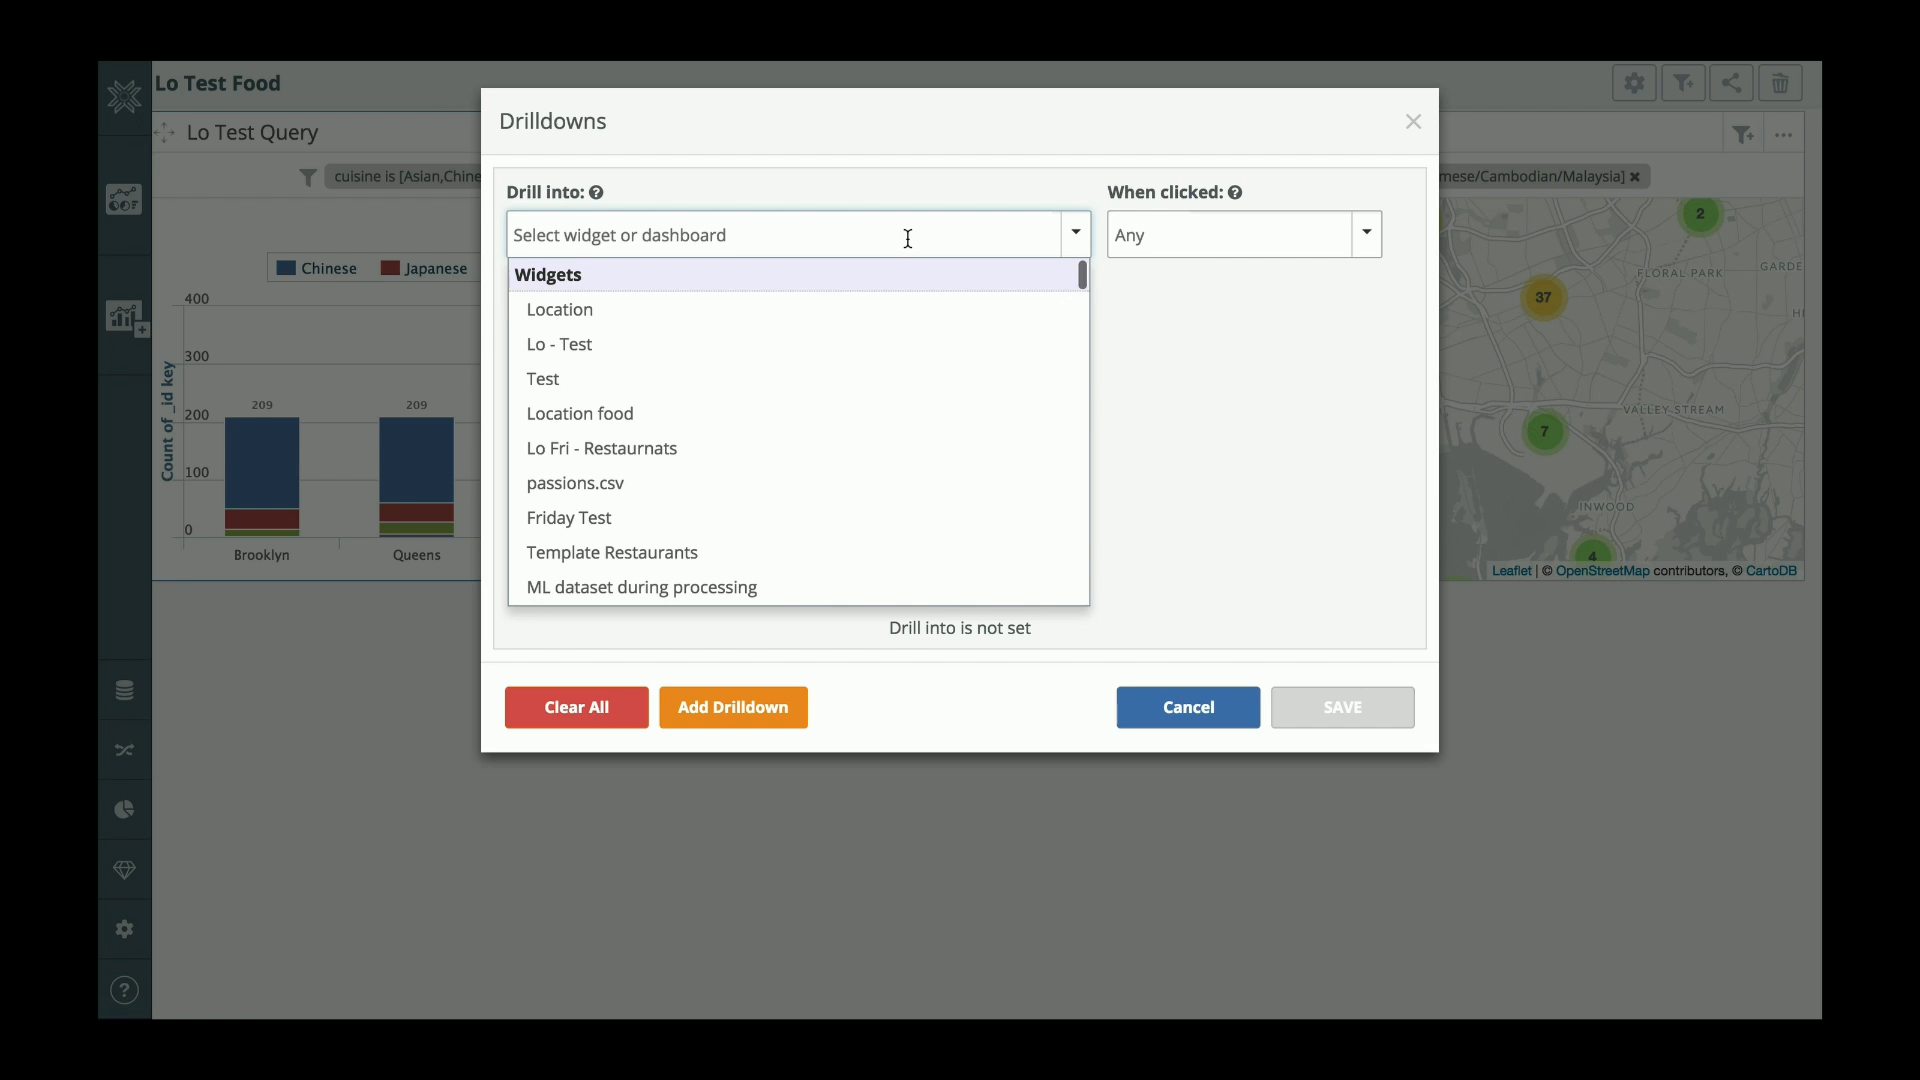 Lo Test Food
Lo Test Query
cuisine is [Asian,Chine
Chinese
Japanese
Count of _id key
400
300
200
100
0
209
209
Brooklyn
Queens
Drilldowns
Drill into:
When clicked:
Select widget or dashboard
Any
Widgets
Location
Lo - Test
Test
Location food
Lo Fri - Restaurnats
passions.csv
Friday Test
Template Restaurants
ML dataset during processing
Drill into is not set
Clear All
Add Drilldown
Cancel
SAVE
mese/Cambodian/Malaysia]
2
FLORAL PARK
GARDE
37
H
VALLEY STREAM
7
INWOOD
4
Leaflet | © OpenStreetMap contributors, © CartoDB